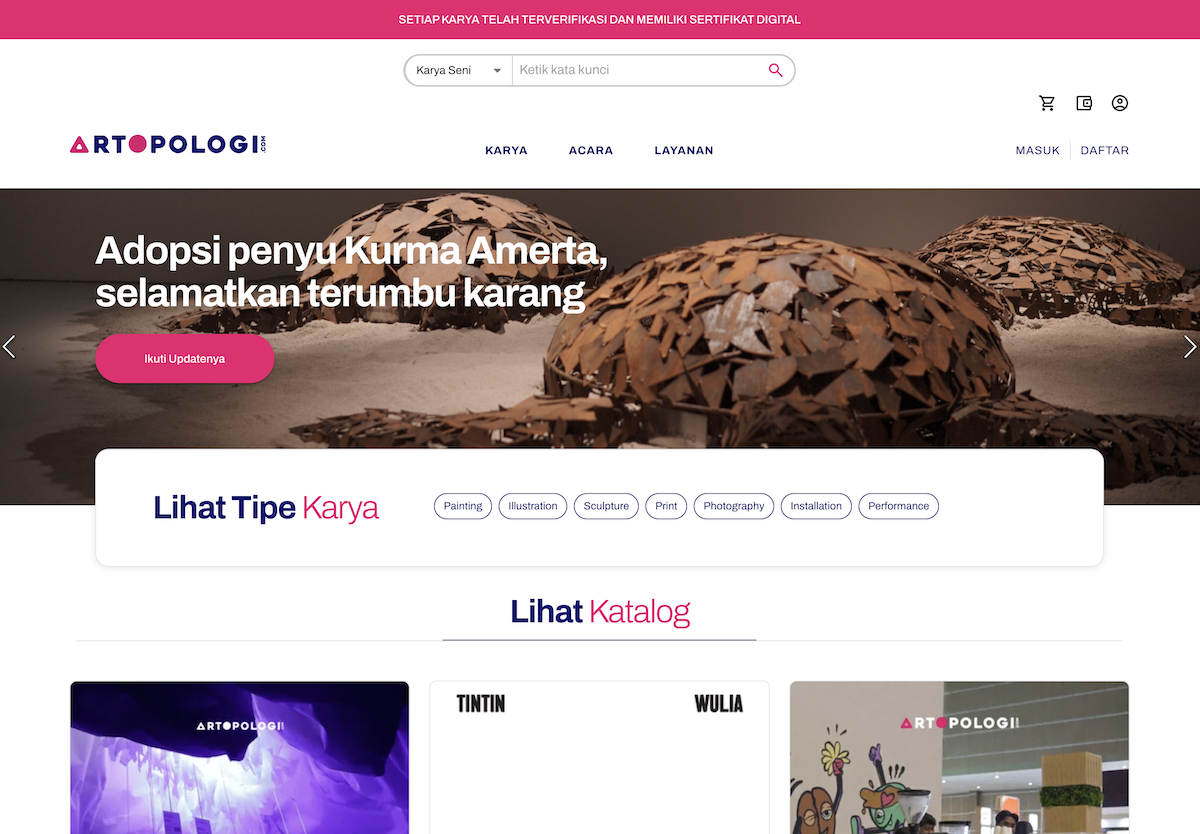 SETIAP KARYA TELAH TERVERIFIKASI DAN MEMILIKI SERTIFIKAT DIGITAL
Karya Seni
Ketik kata kunci
ARTOPOLOGI.COM
KARYA
ACARA
LAYANAN
MASUK
DAFTAR
Adopsi penyu Kurma Amerta,
selamatkan terumbu karang
Ikuti Updatenya
Lihat Tipe Karya
Painting
Illustration
Sculpture
Print
Photography
Installation
Performance
Lihat Katalog
ARTOPOLOGI
TINTIN
WULIA
ARTOPOLOGI